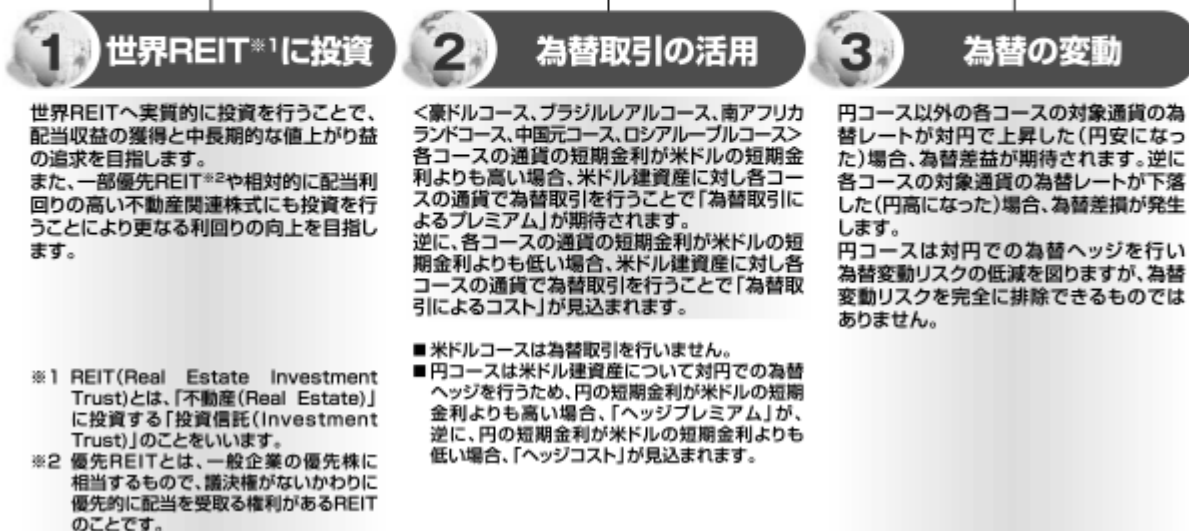 1 世界REIT※1に投資
世界REITへ実質的に投資を行うことで、
配当収益の獲得と中長期的な値上がり益
の追求を目指します。
また、一部優先REIT※2や相対的に配当利
回りの高い不動産関連株式にも投資を行
うことにより更なる利回りの向上を目指し
ます。
※1 REIT(Real Estate Investment
Trust)とは、「不動産(Real Estate)」
に投資する「投資信託(Investment
Trust)」のことをいいます。
※2 優先REITとは、一般企業の優先株に
相当するもので、議決権がないかわりに
優先的に配当を受取る権利があるREIT
のことです。
2 為替取引の活用
<豪ドルコース、ブラジルレアルコース、南アフリカ
ランドコース、中国元コース、ロシアルーブルコース>
各コースの通貨の短期金利が米ドルの短期金
利よりも高い場合、米ドル建資産に対し各コー
スの通貨で為替取引を行うことで「為替取引に
よるプレミアム」が期待されます。
逆に、各コースの通貨の短期金利が米ドルの短
期金利よりも低い場合、米ドル建資産に対し各
コースの通貨で為替取引を行うことで「為替取
引によるコスト」が見込まれます。
■米ドルコースは為替取引を行いません。
■円コースは米ドル建資産について対円での為替
ヘッジを行うため、円の短期金利が米ドルの短期
金利よりも高い場合、「ヘッジプレミアム」が、
逆に、円の短期金利が米ドルの短期金利よりも
低い場合、「ヘッジコスト」が見込まれます。
3 為替の変動
円コース以外の各コースの対象通貨の為
替レートが対円で上昇した(円安になっ
た)場合、為替差益が期待されます。逆に
各コースの対象通貨の為替レートが下落
した(円高になった)場合、為替差損が発生
します。
円コースは対円での為替ヘッジを行い
為替変動リスクの低減を図りますが、為替
変動リスクを完全に排除できるものでは
ありません。